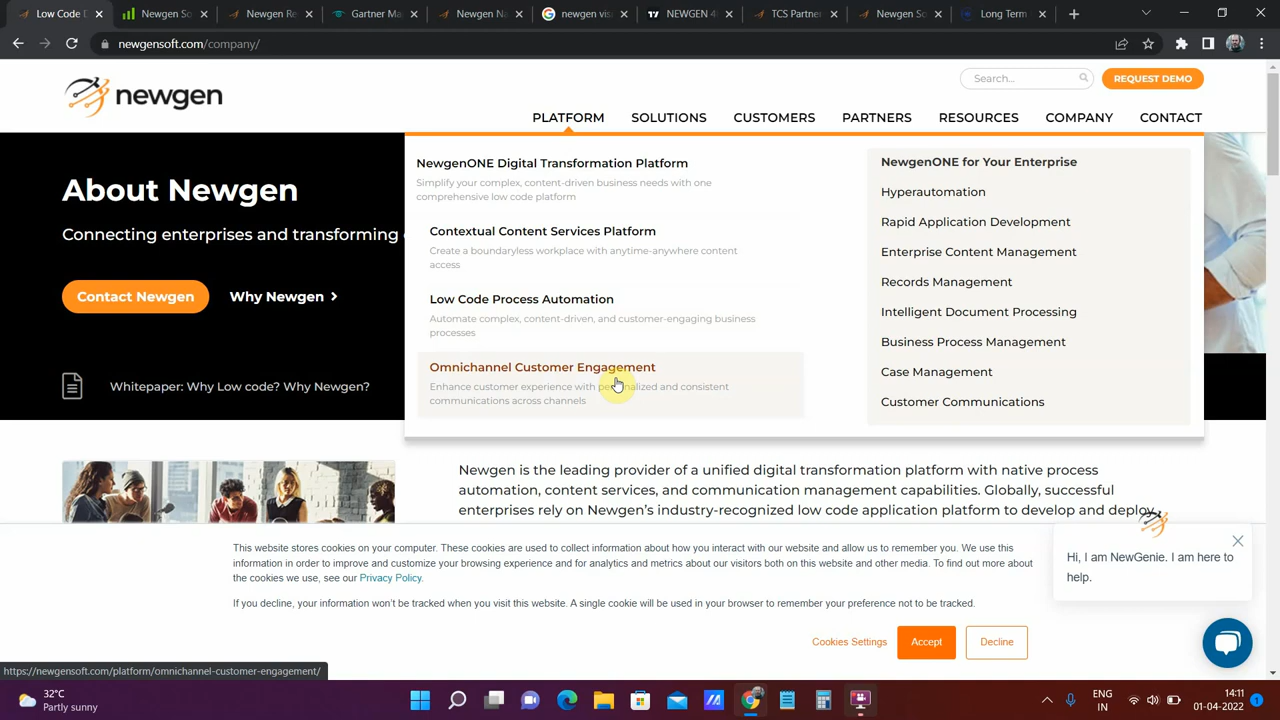 Low Code D
Newgen So
Newgen Re
Gartner Ma
Newgen NA
newgen visa
NEWGEN 4
TCS Partner
Newgen So
Long Term
newgensoft.com/company/
newgen
Search...
REQUEST DEMO
PLATFORM
SOLUTIONS
CUSTOMERS
PARTNERS
RESOURCES
COMPANY
CONTACT
About Newgen
Connecting enterprises and transforming
Contact Newgen
Why Newgen
Whitepaper: Why Low code? Why Newgen?
NewgenONE Digital Transformation Platform
Simplify your complex, content-driven business needs with one
comprehensive low code platform
Contextual Content Services Platform
Create a boundaryless workplace with anytime-anywhere content
access
Low Code Process Automation
Automate complex, content-driven, and customer-engaging business
processes
Omnichannel Customer Engagement
Enhance customer experience with personalized and consistent
communications across channels
NewgenONE for Your Enterprise
Hyperautomation
Rapid Application Development
Enterprise Content Management
Records Management
Intelligent Document Processing
Business Process Management
Case Management
Customer Communications
Newgen is the leading provider of a unified digital transformation platform with native process
automation, content services, and communication management capabilities. Globally, successful
enterprises rely on Newgen's industry-recognized low code application platform to develop and deploy
This website stores cookies on your computer. These cookies are used to collect information about how you interact with our website and allow us to remember you. We use this
information in order to improve and customize your browsing experience and for analytics and metrics about our visitors both on this website and other media. To find out more about
the cookies we use, see our Privacy Policy.
If you decline, your information won't be tracked when you visit this website. A single cookie will be used in your browser to remember your preference not to be tracked.
Cookies Settings
Accept
Decline
Hi, I am NewGenie. I am here to
help.
https://newgensoft.com/platform/omnichannel-customer-engagement/
32°C
Partly sunny
ENG
IN
14:11
01-04-2022